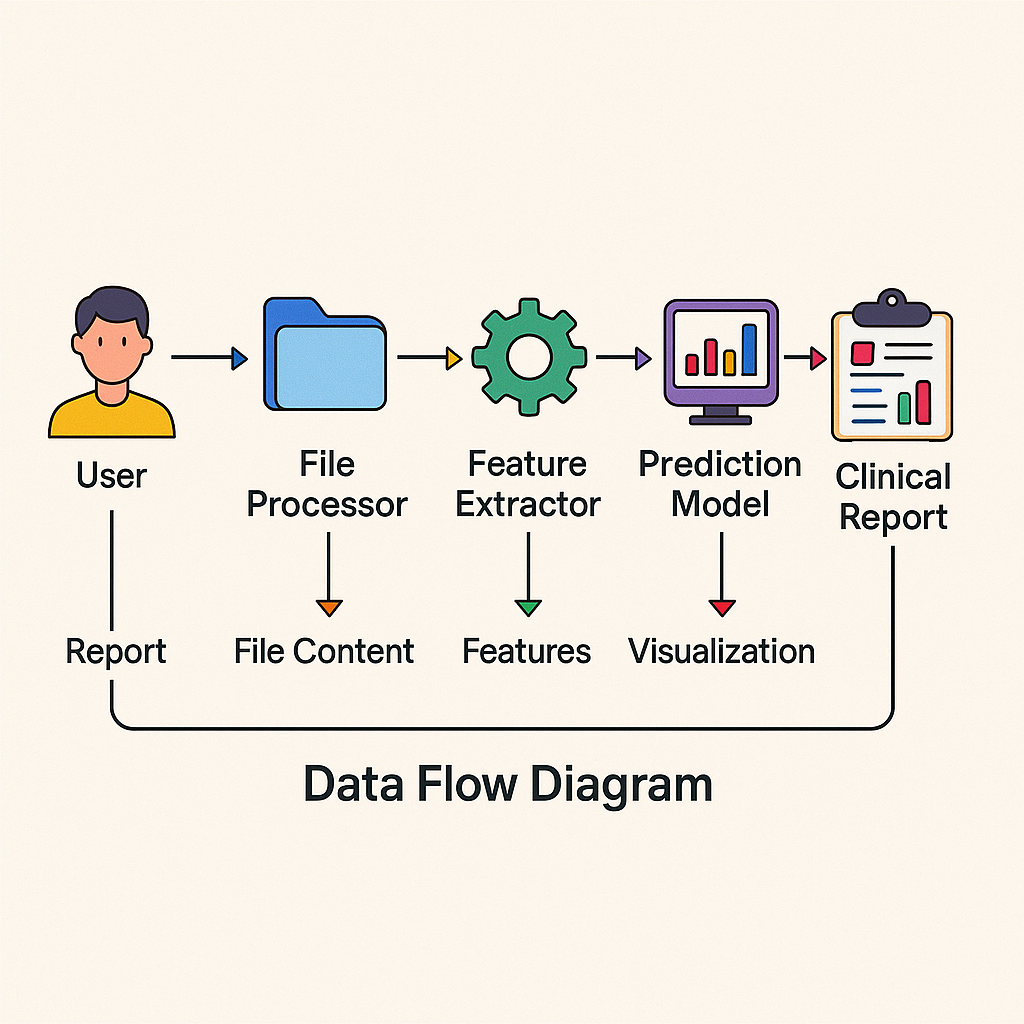 User
File
Processor
Feature
Extractor
Prediction
Model
Clinical
Report
Report
File Content
Features
Visualization
Data Flow Diagram